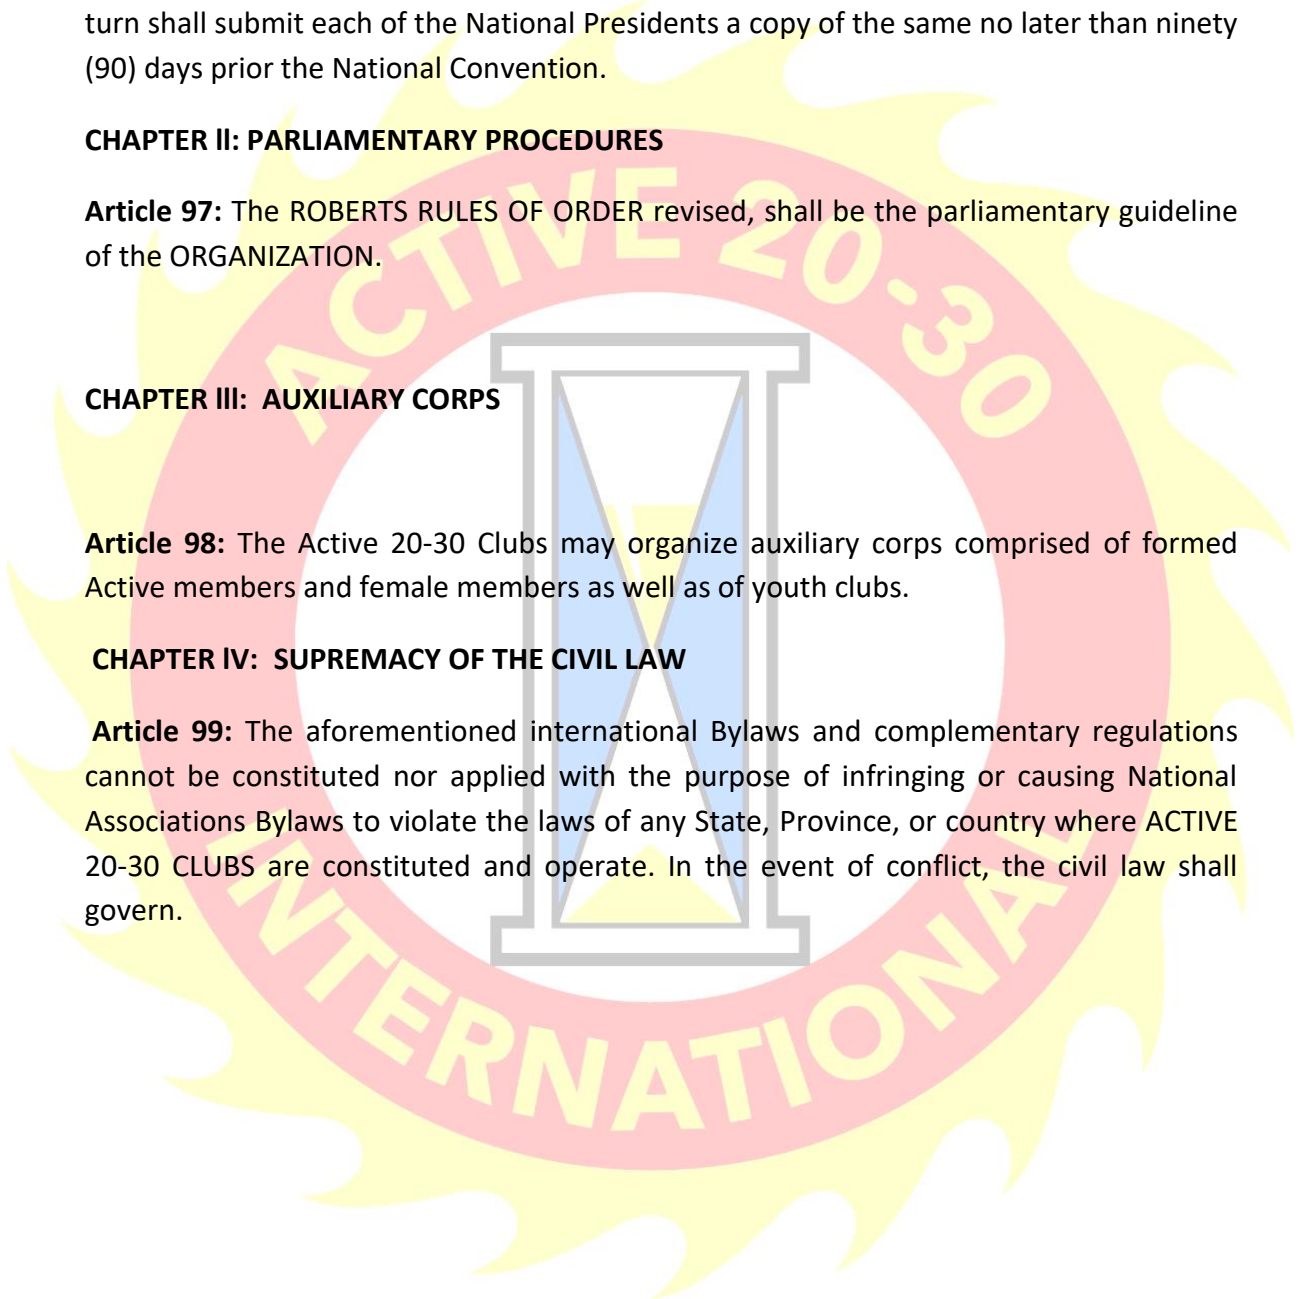 turn shall submit each of the National Presidents a copy of the same no later than ninety
(90) days prior the National Convention.
CHAPTER ll: PARLIAMENTARY PROCEDURES
Article 97: The ROBERTS RULES OF ORDER revised, shall be the parliamentary guideline
of the ORGANIZATION.
CHAPTER lll:  AUXILIARY CORPS
Article 98: The Active 20-30 Clubs may organize auxiliary corps comprised of formed
Active members and female members as well as of youth clubs.
CHAPTER lV:  SUPREMACY OF THE CIVIL LAW
Article 99: The aforementioned international Bylaws and complementary regulations
cannot be constituted nor applied with the purpose of infringing or causing National
Associations Bylaws to violate the laws of any State, Province, or country where ACTIVE
20-30 CLUBS are constituted and operate. In the event of conflict, the civil law shall
govern.
ACTIVE 20-30
INTERNATIONAL